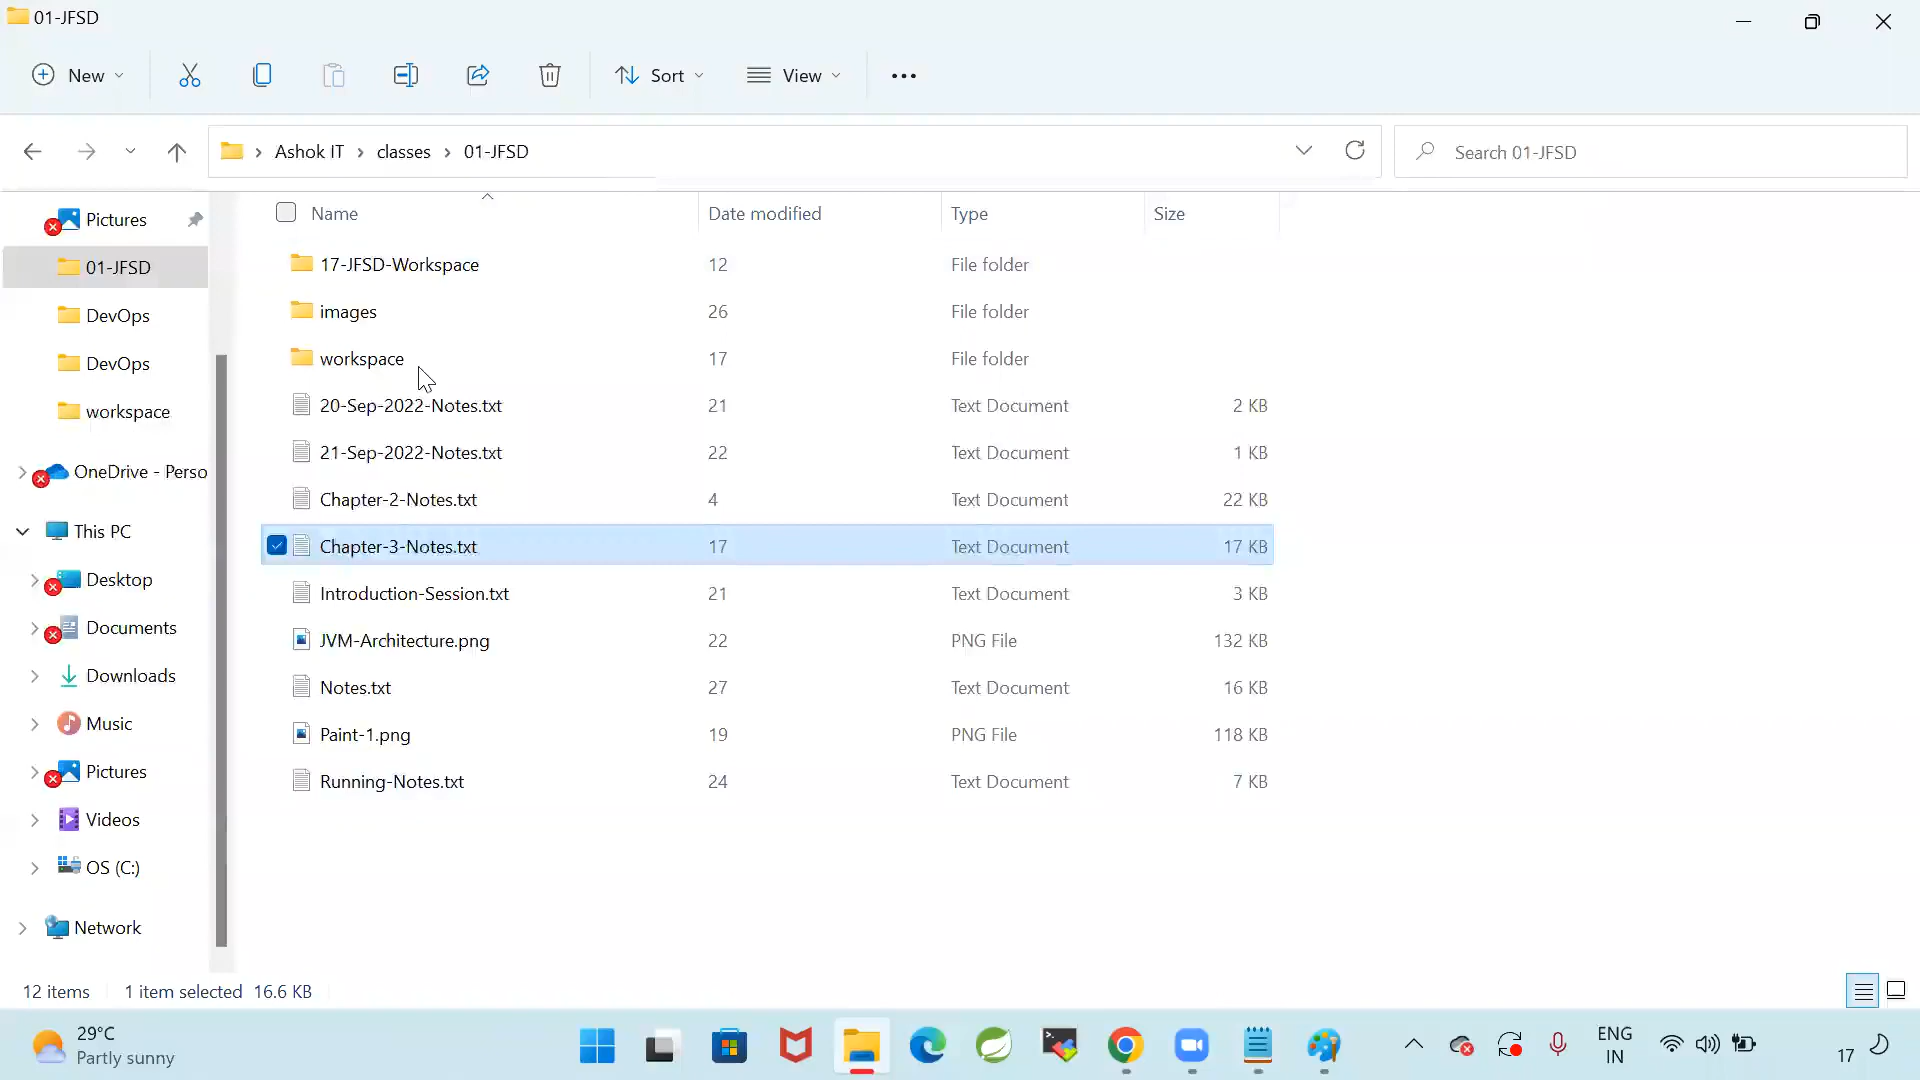 01-JFSD
New
Sort
View
Ashok IT
classes
01-JFSD
Search 01-JFSD
Name
Date modified
Type
Size
17-JFSD-Workspace 12 File folder
images 26 File folder
workspace 17 File folder
20-Sep-2022-Notes.txt 21 Text Document 2 KB
21-Sep-2022-Notes.txt 22 Text Document 1 KB
Chapter-2-Notes.txt 4 Text Document 22 KB
Chapter-3-Notes.txt 17 Text Document 17 KB
Introduction-Session.txt 21 Text Document 3 KB
JVM-Architecture.png 22 PNG File 132 KB
Notes.txt 27 Text Document 16 KB
Paint-1.png 19 PNG File 118 KB
Running-Notes.txt 24 Text Document 7 KB
Pictures
01-JFSD
DevOps
DevOps
workspace
OneDrive - Perso
This PC
Desktop
Documents
Downloads
Music
Pictures
Videos
OS (C:)
Network
12 items
1 item selected 16.6 KB
29°C
Partly sunny
ENG
IN
17